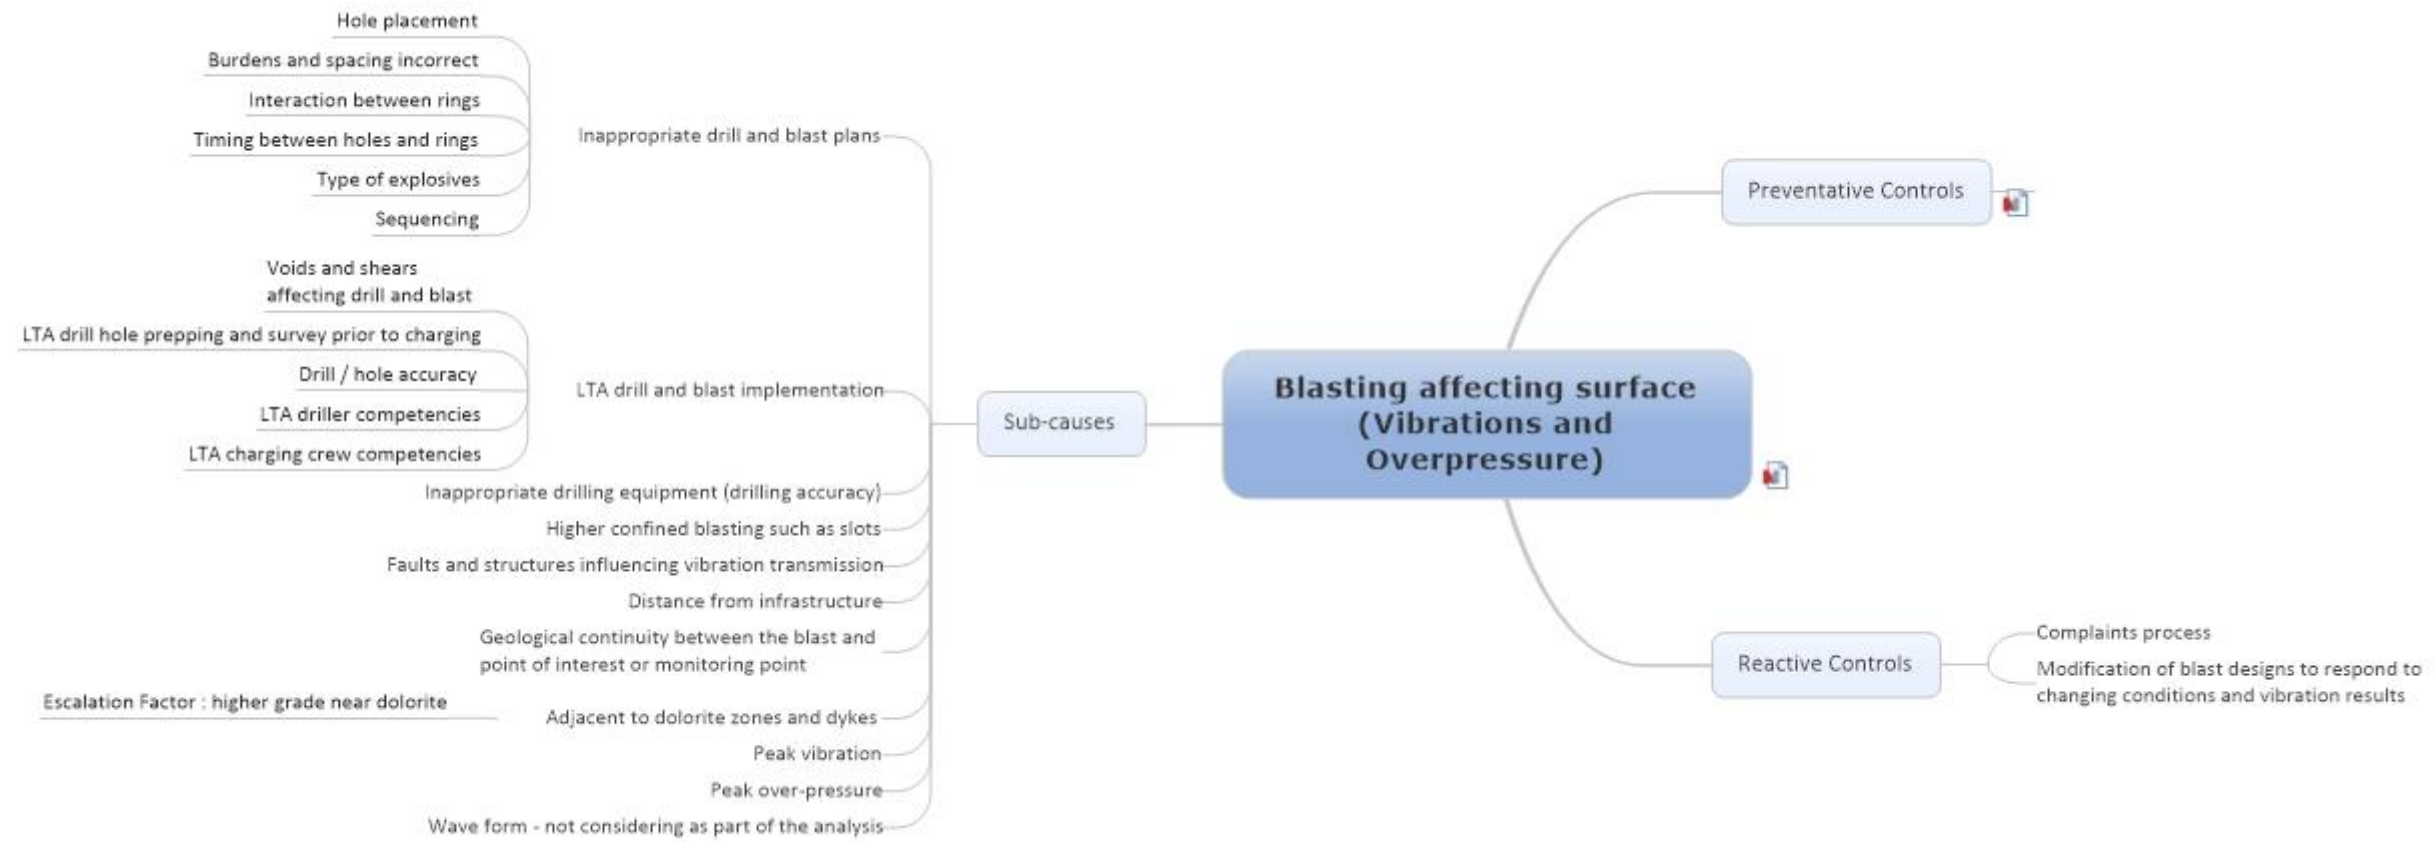 Hole placement
Burdens and spacing incorrect
Interaction between rings
Timing between holes and rings
Type of explosives
Sequencing
Inappropriate drill and blast plans
Voids and shears
affecting drill and blast
LTA drill hole prepping and survey prior to charging
Drill / hole accuracy
LTA driller competencies
LTA charging crew competencies
LTA drill and blast implementation
Inappropriate drilling equipment (drilling accuracy)
Higher confined blasting such as slots
Faults and structures influencing vibration transmission
Distance from infrastructure
Geological continuity between the blast and
point of interest or monitoring point
Escalation Factor : higher grade near dolorite
Adjacent to dolorite zones and dykes
Peak vibration
Peak over-pressure
Wave form - not considering as part of the analysis
Sub-causes
Blasting affecting surface
(Vibrations and
Overpressure)
Preventative Controls
Reactive Controls
Complaints process
Modification of blast designs to respond to
changing conditions and vibration results